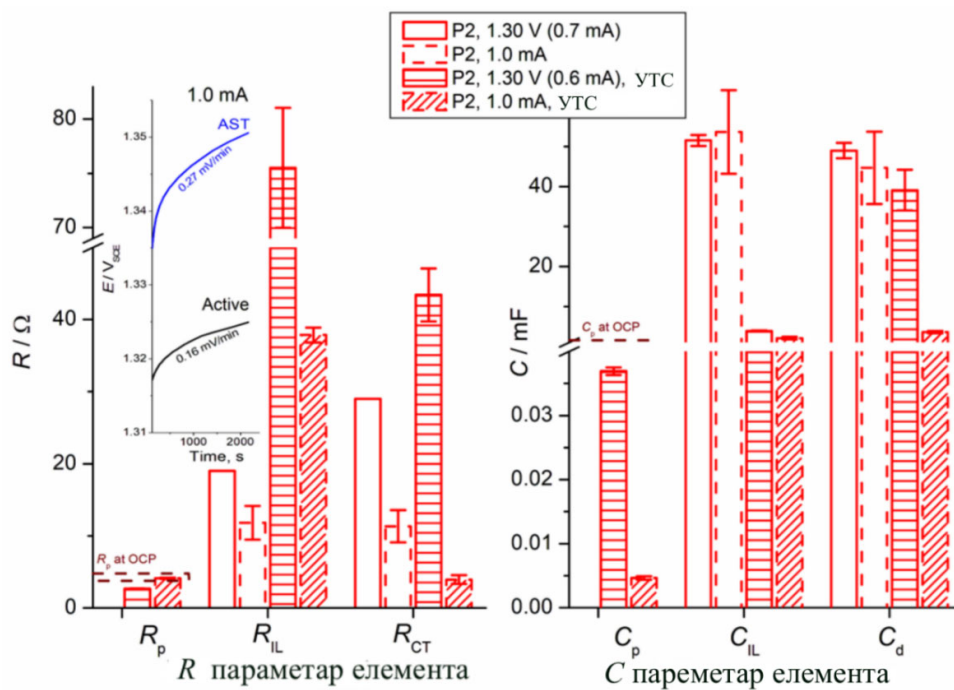 P2, 1.30 V (0.7 mA)
P2, 1.0 mA
P2, 1.30 V (0.6 mA), УТС
P2, 1.0 mA, УТС
80
70
40
20
0
R / Ω
1.0 mA
AST
0.27 mV/min
Active
0.16 mV/min
1.35
1.34
1.33
1.32
1.31
E / V_SCE
1000 2000
Time, s
R_p at OCP
R_p R_IL R_CT
R параметар елемента
40
20
0.03
0.02
0.01
0.00
C / mF
C_p at OCP
C_p C_IL C_d
C пареметар елемента